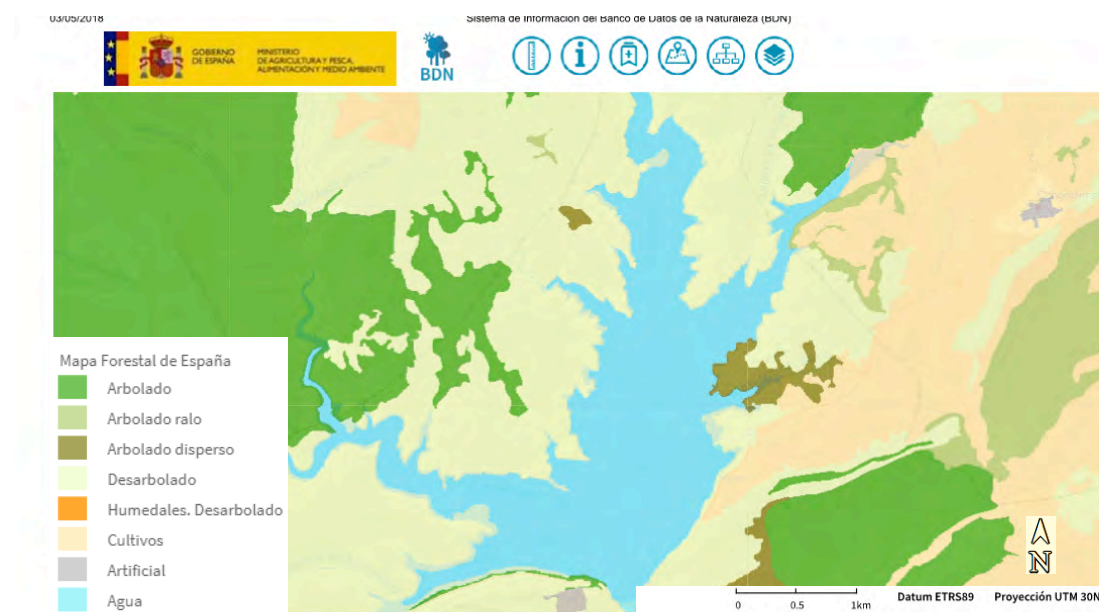 03/05/2018
Sistema de Información del Banco de Datos de la Naturaleza (BDN)
GOBIERNO
DE ESPAÑA
MINISTERIO
DE AGRICULTURA Y PESCA,
ALIMENTACIÓN Y MEDIO AMBIENTE
BDN
Mapa Forestal de España
Arbolado
Arbolado ralo
Arbolado disperso
Desarbolado
Humedales. Desarbolado
Cultivos
Artificial
Agua
N
0 0.5 1km
Datum ETRS89 Proyección UTM 30N